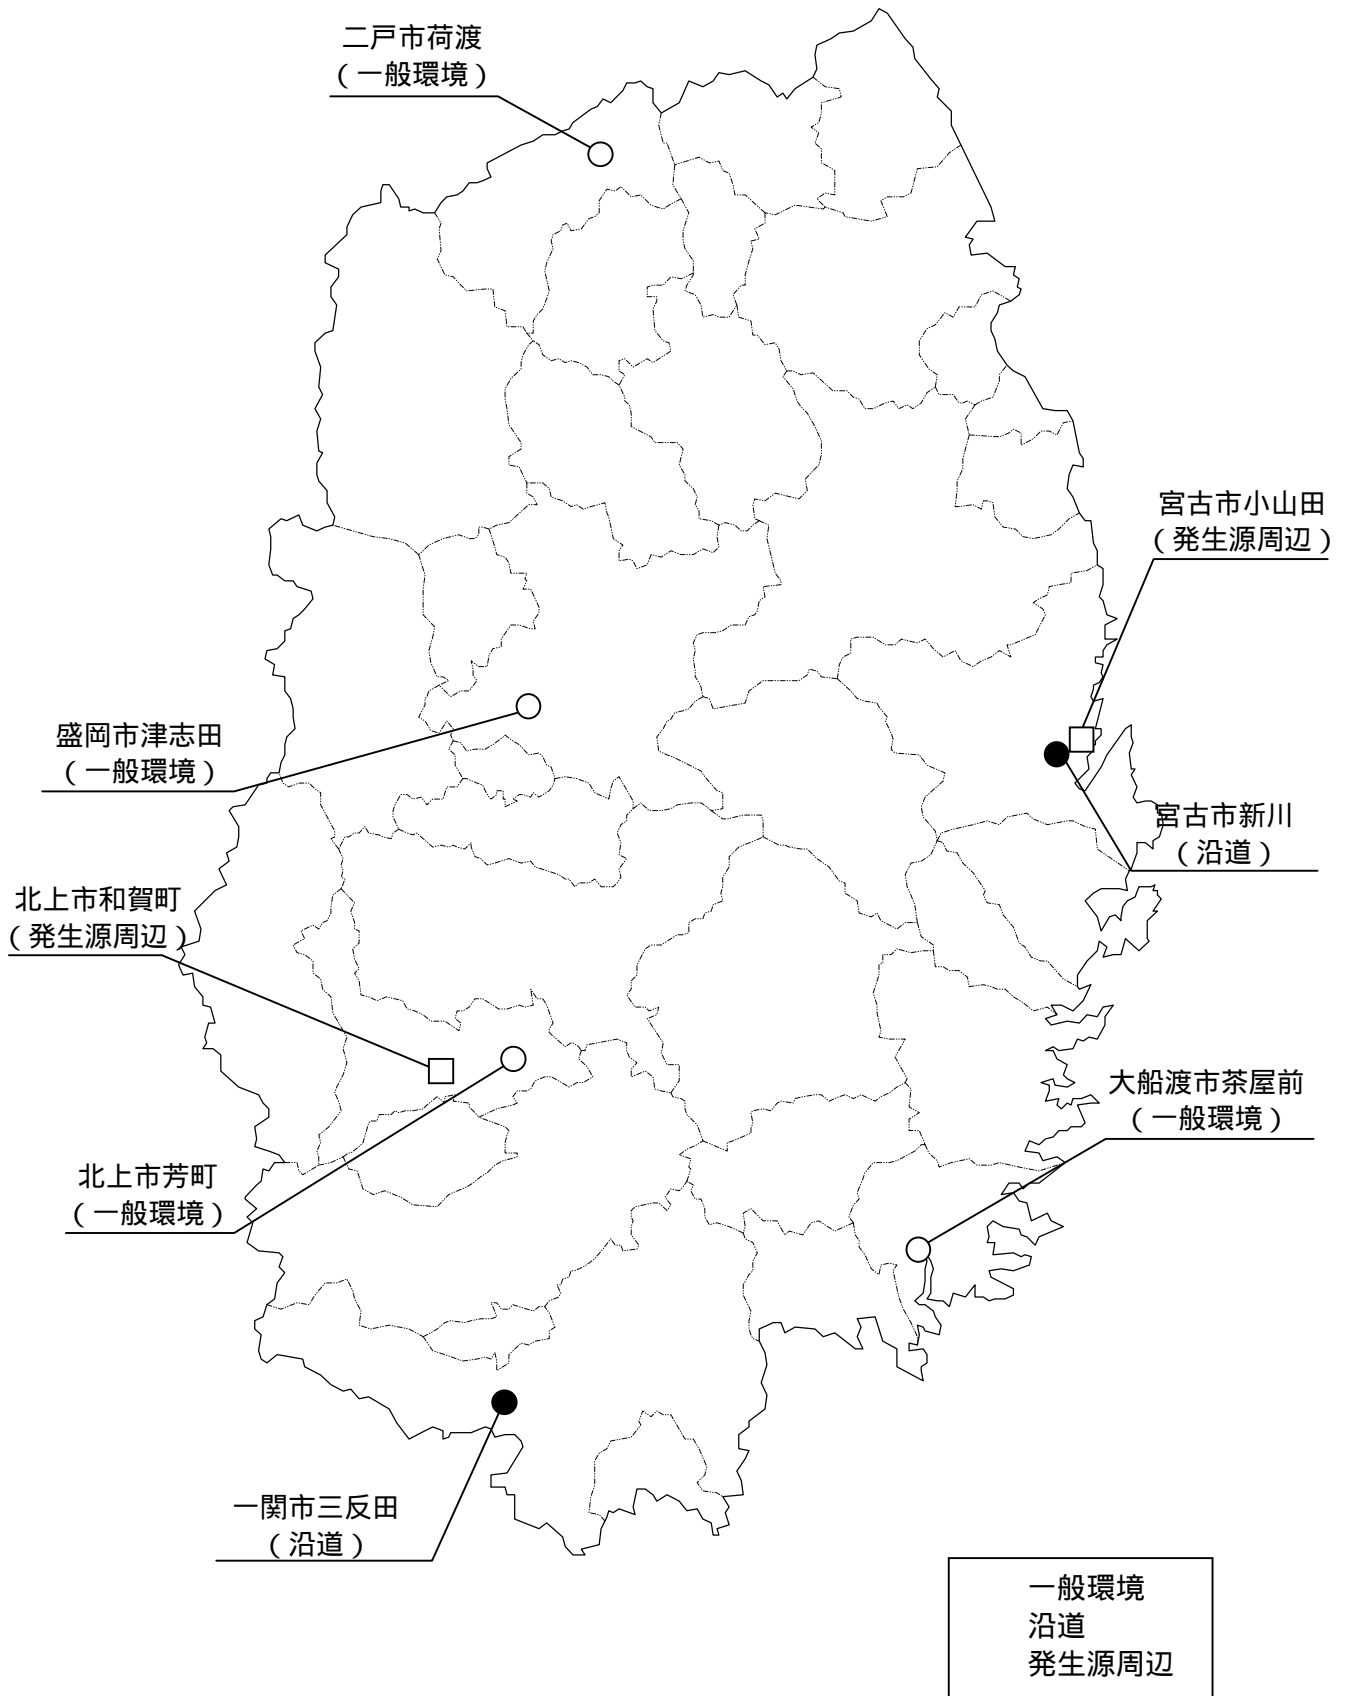 二戸市荷渡
（一般環境）
宮古市小山田
（発生源周辺）
盛岡市津志田
（一般環境）
宮古市新川
（沿道）
北上市和賀町
（発生源周辺）
大船渡市茶屋前
（一般環境）
北上市芳町
（一般環境）
一関市三反田
（沿道）
一般環境
沿道
発生源周辺